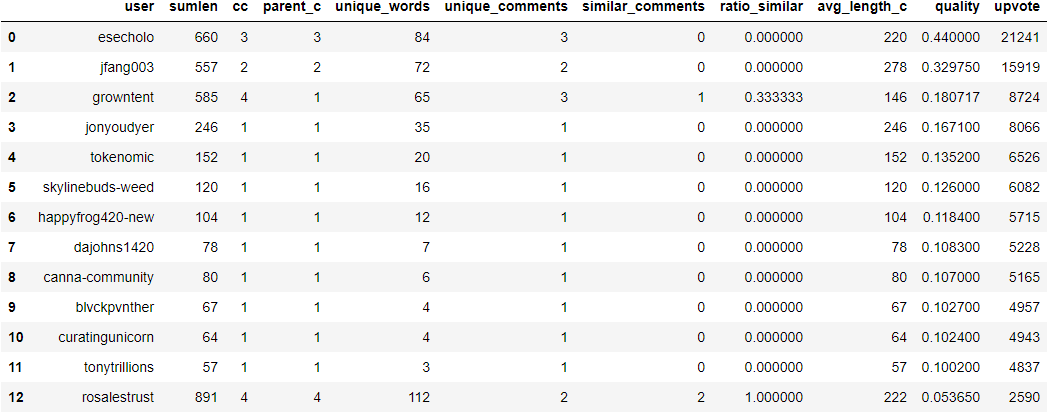 user sumlen cc parent_c unique_words unique_comments similar_comments ratio_similar avg_length_c quality upvote
0 esecholo 660 3 3 84 3 0 0.000000 220 0.440000 21241
1 jfang003 557 2 2 72 2 0 0.000000 278 0.329750 15919
2 growntent 585 4 1 65 3 1 0.333333 146 0.180717 8724
3 jonyoudyer 246 1 1 35 1 0 0.000000 246 0.167100 8066
4 tokenomic 152 1 1 20 1 0 0.000000 152 0.135200 6526
5 skylinebuds-weed 120 1 1 16 1 0 0.000000 120 0.126000 6082
6 happyfrog420-new 104 1 1 12 1 0 0.000000 104 0.118400 5715
7 dajohns1420 78 1 1 7 1 0 0.000000 78 0.108300 5228
8 canna-community 80 1 1 6 1 0 0.000000 80 0.107000 5165
9 blvckpvnther 67 1 1 4 1 0 0.000000 67 0.102700 4957
10 curatingunicorn 64 1 1 4 1 0 0.000000 64 0.102400 4943
11 tonytrillions 57 1 1 3 1 0 0.000000 57 0.100200 4837
12 rosalestrust 891 4 4 112 2 2 1.000000 222 0.053650 2590